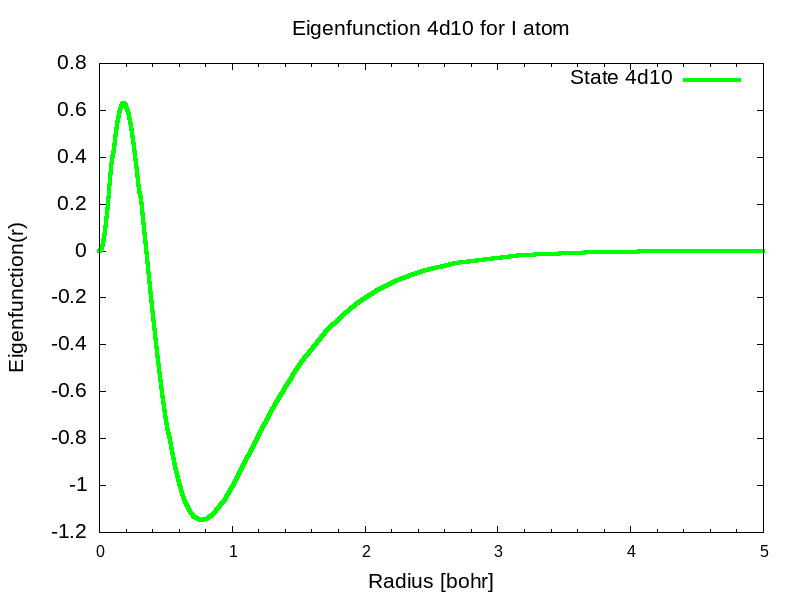 Eigenfunction 4d10 for I atom
State 4d10
Eigenfunction(r)
0.8
0.6
0.4
0.2
0
-0.2
-0.4
-0.6
-0.8
-1
-1.2
0 1 2 3 4 5
Radius [bohr]